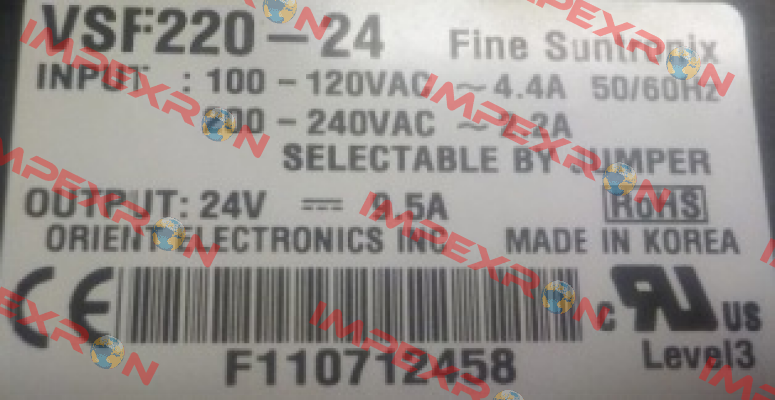 VSF220-24 Fine Suntronix
INPUT : 100 - 120VAC ~ 4.4A 50/60Hz
200 - 240VAC ~ 2.2A
SELECTABLE BY JUMPER
OUTPUT: 24V ⎓ 9.5A RoHS
ORIENT ELECTRONICS INC MADE IN KOREA
CE C UR US
Level3
F110712458
IMPEXRON